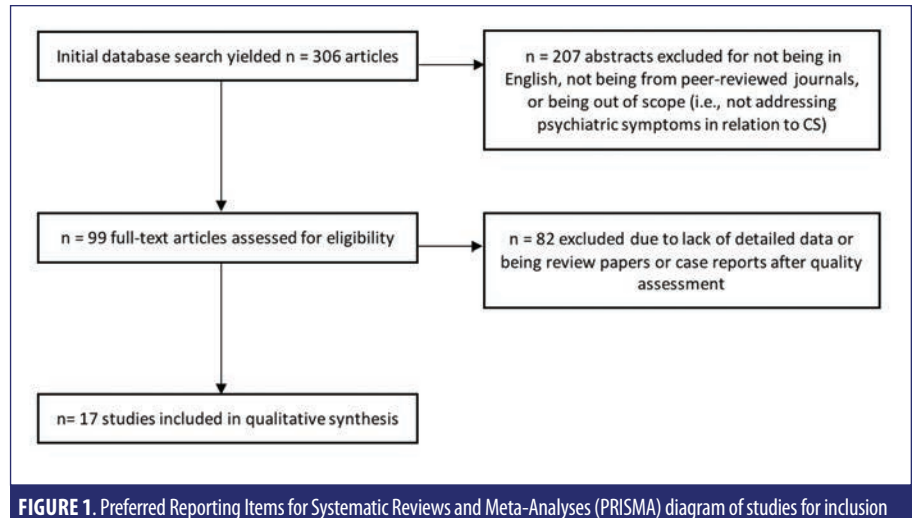 Initial database search yielded n = 306 articles
n = 207 abstracts excluded for not being in
English, not being from peer-reviewed journals,
or being out of scope (i.e., not addressing
psychiatric symptoms in relation to CS)
n = 99 full-text articles assessed for eligibility
n = 82 excluded due to lack of detailed data or
being review papers or case reports after quality
assessment
n= 17 studies included in qualitative synthesis
FIGURE 1. Preferred Reporting Items for Systematic Reviews and Meta-Analyses (PRISMA) diagram of studies for inclusion